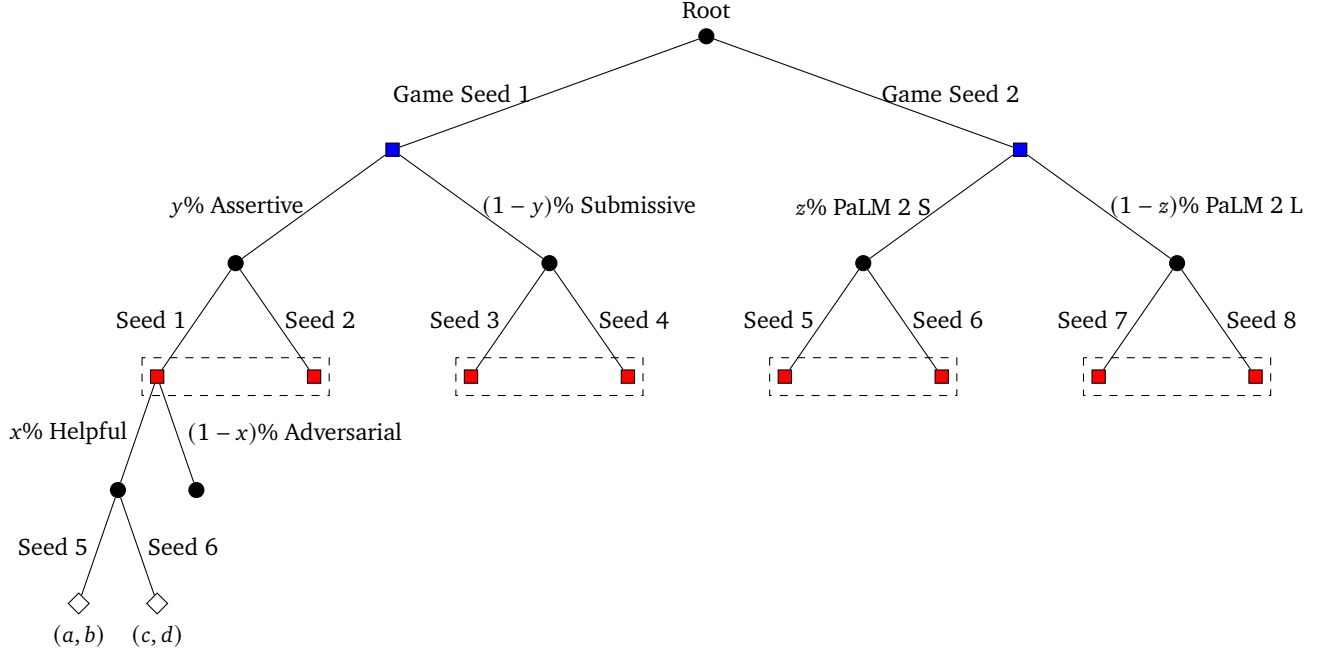 Root
Game Seed 1 Game Seed 2
y% Assertive (1 − y)% Submissive z% PaLM 2 S (1 − z)% PaLM 2 L
Seed 1 Seed 2 Seed 3 Seed 4 Seed 5 Seed 6 Seed 7 Seed 8
x% Helpful (1 − x)% Adversarial
Seed 5 Seed 6
(a, b) (c, d)